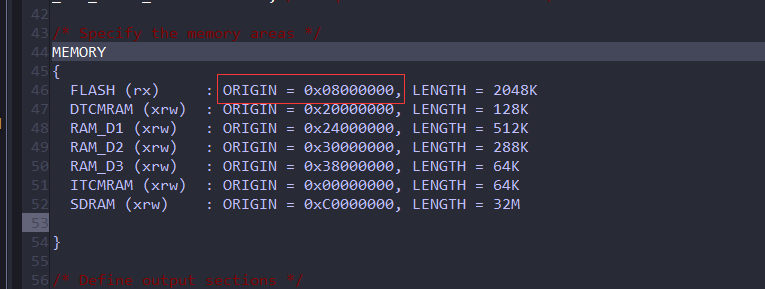 42
43 /* Specify the memory areas */
44 MEMORY
45 {
46 FLASH (rx) : ORIGIN = 0x08000000, LENGTH = 2048K
47 DTCMRAM (xrw) : ORIGIN = 0x20000000, LENGTH = 128K
48 RAM_D1 (xrw) : ORIGIN = 0x24000000, LENGTH = 512K
49 RAM_D2 (xrw) : ORIGIN = 0x30000000, LENGTH = 288K
50 RAM_D3 (xrw) : ORIGIN = 0x38000000, LENGTH = 64K
51 ITCMRAM (xrw) : ORIGIN = 0x00000000, LENGTH = 64K
52 SDRAM (xrw) : ORIGIN = 0xC0000000, LENGTH = 32M
53
54 }
55
56 /* Define output sections */